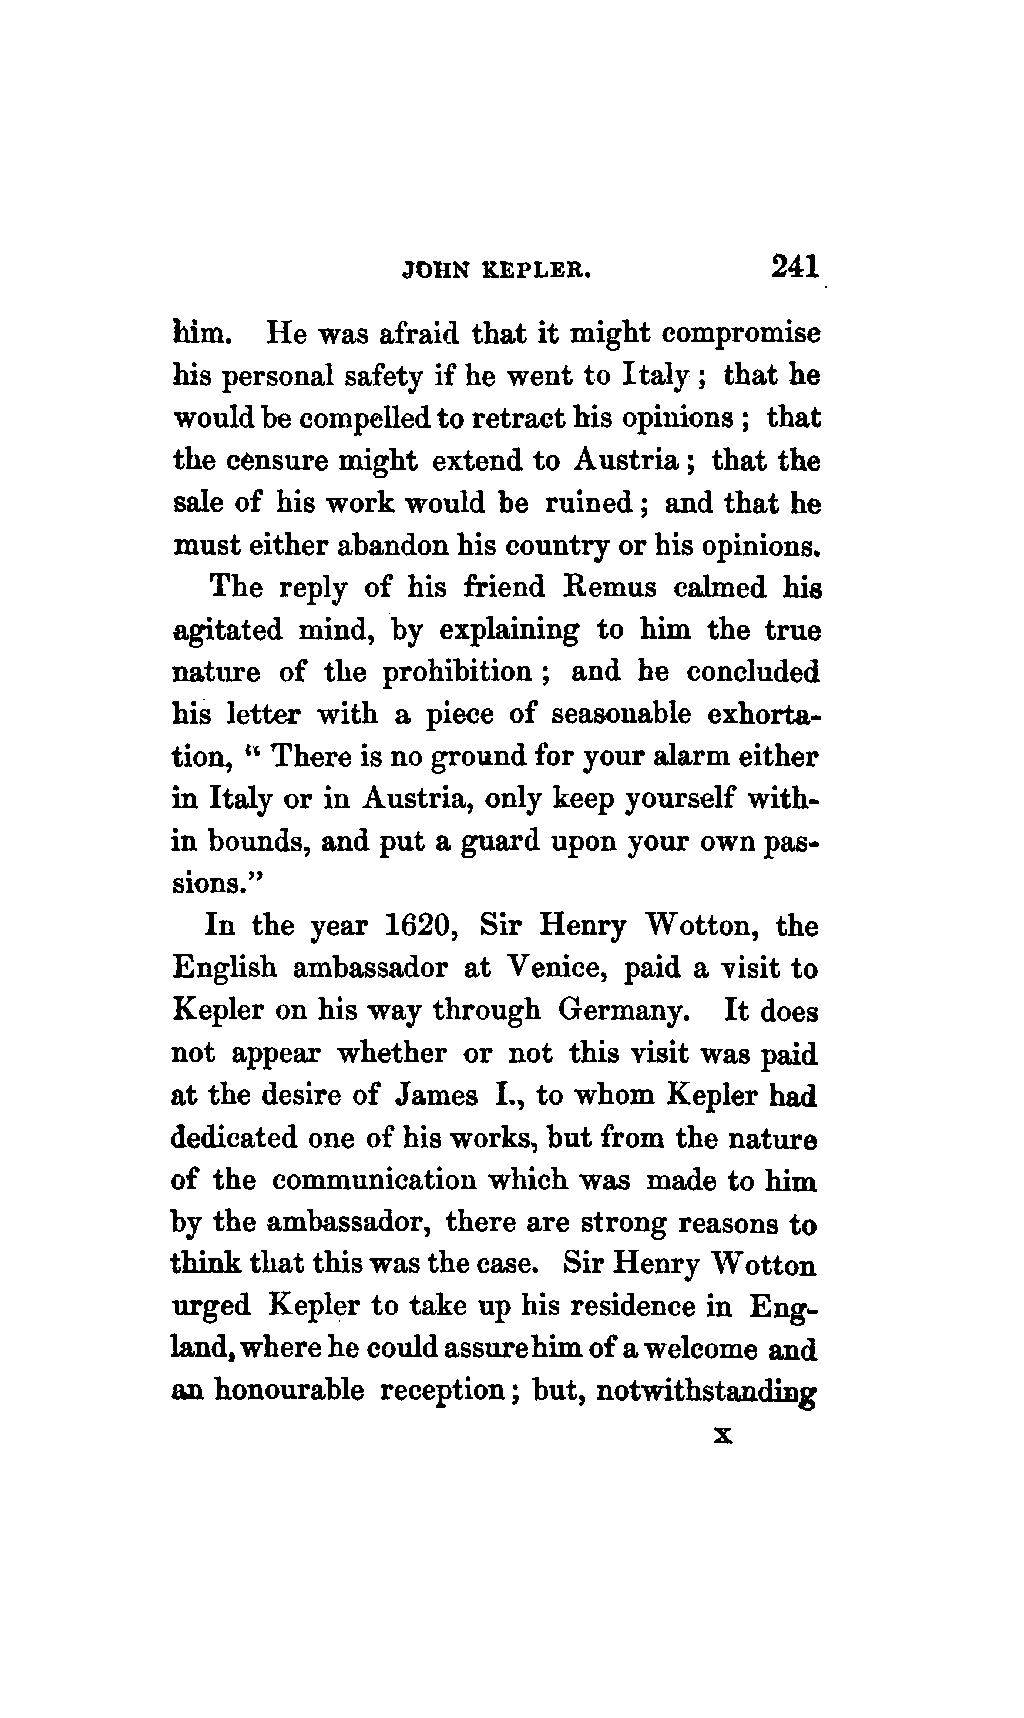 JOHN KEPLER. 241
him. He was afraid that it might compromise
his personal safety if he went to Italy ; that he
would be compelled to retract his opinions ; that
the censure might extend to Austria ; that the
sale of his work would be ruined ; and that he
must either abandon his country or his opinions.
The reply of his friend Remus calmed his
agitated mind, by explaining to him the true
nature of the prohibition ; and he concluded
his letter with a piece of seasonable exhorta-
tion, “ There is no ground for your alarm either
in Italy or in Austria, only keep yourself with-
in bounds, and put a guard upon your own pas-
sions.”
In the year 1620, Sir Henry Wotton, the
English ambassador at Venice, paid a visit to
Kepler on his way through Germany. It does
not appear whether or not this visit was paid
at the desire of James I., to whom Kepler had
dedicated one of his works, but from the nature
of the communication which was made to him
by the ambassador, there are strong reasons to
think that this was the case. Sir Henry Wotton
urged Kepler to take up his residence in Eng-
land, where he could assure him of a welcome and
an honourable reception ; but, notwithstanding
X